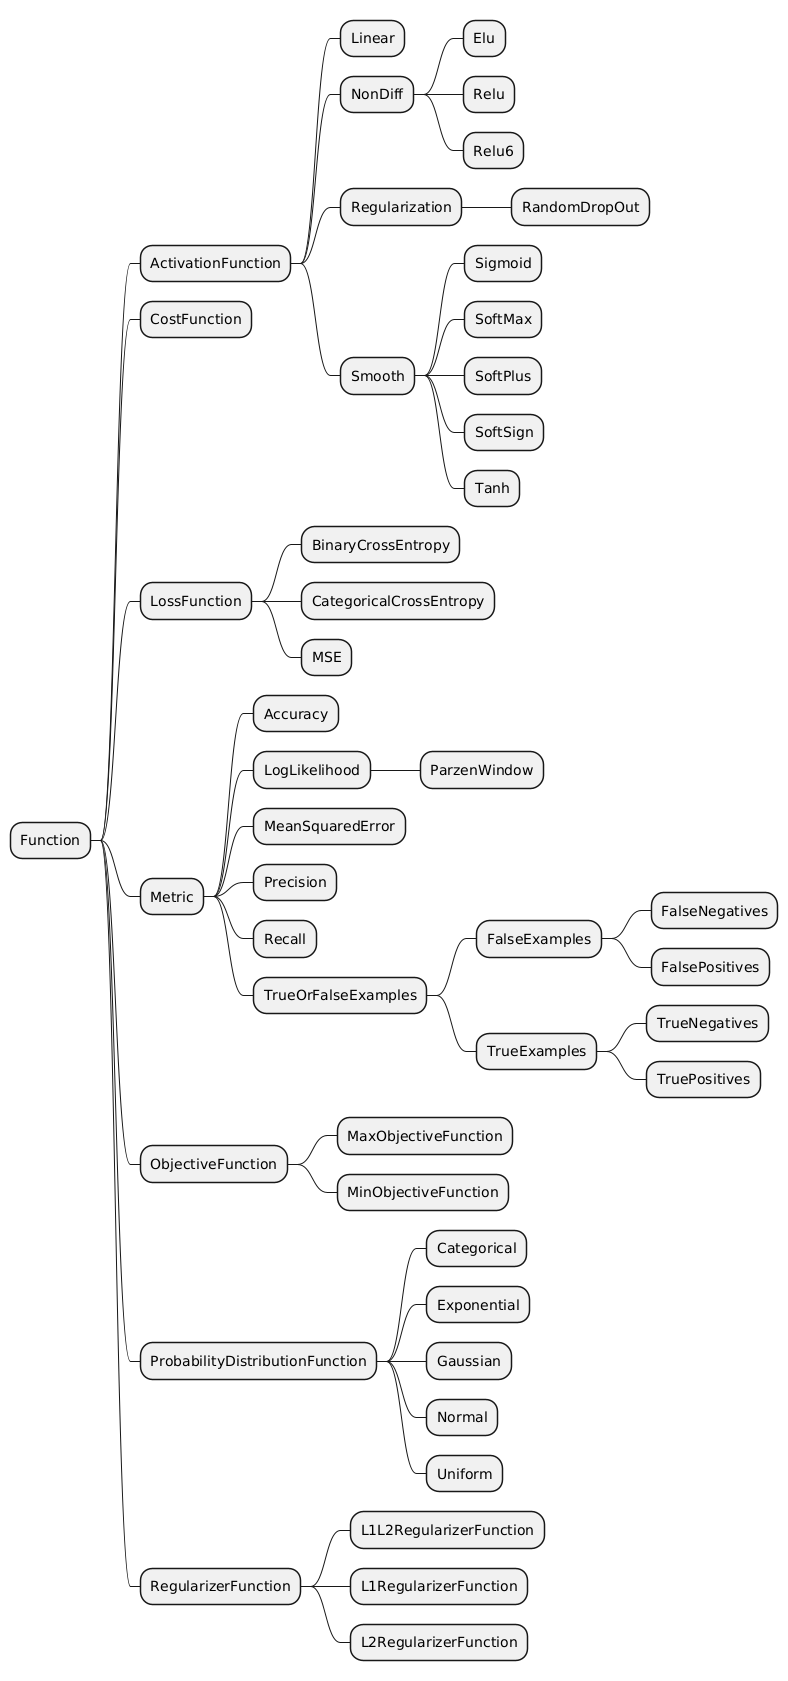 Linear
Elu
NonDiff
Relu
Relu6
Regularization
RandomDropOut
ActivationFunction
Sigmoid
CostFunction
SoftMax
Smooth
SoftPlus
SoftSign
Tanh
BinaryCrossEntropy
LossFunction
CategoricalCrossEntropy
MSE
Accuracy
LogLikelihood
ParzenWindow
MeanSquaredError
Function
Metric
Precision
Recall
FalseExamples
FalseNegatives
FalsePositives
TrueOrFalseExamples
TrueExamples
TrueNegatives
TruePositives
ObjectiveFunction
MaxObjectiveFunction
MinObjectiveFunction
Categorical
Exponential
ProbabilityDistributionFunction
Gaussian
Normal
Uniform
L1L2RegularizerFunction
RegularizerFunction
L1RegularizerFunction
L2RegularizerFunction